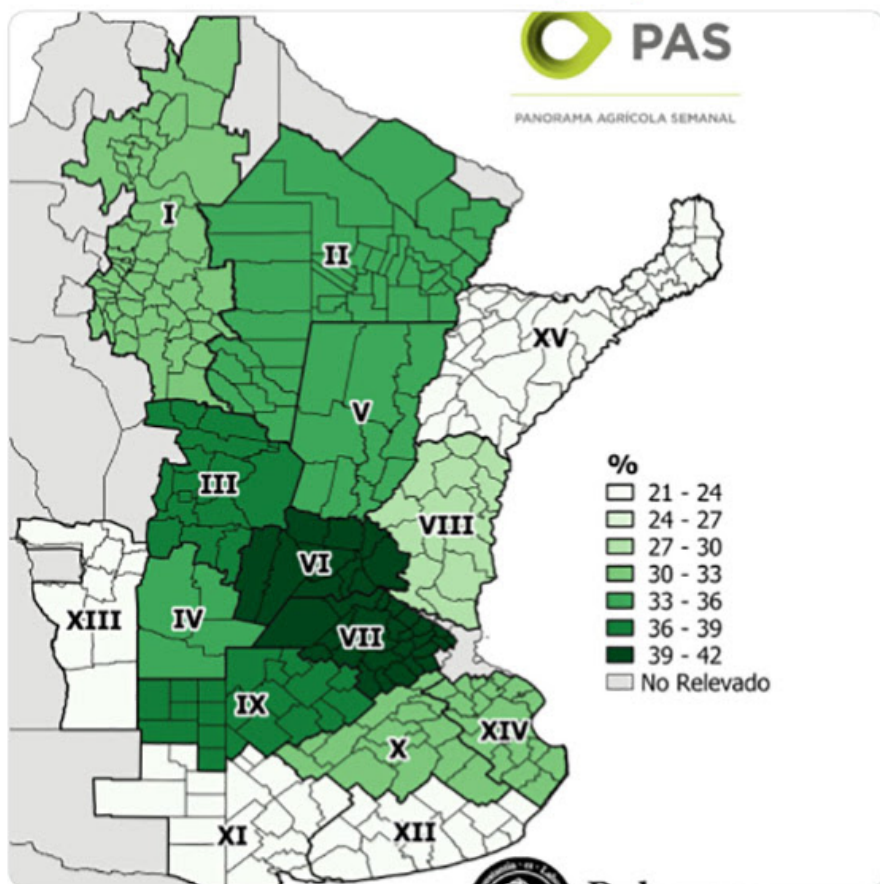 PAS
PANORAMA AGRÍCOLA SEMANAL
I
II
XV
V
III
VIII
VI
XIII
IV
VII
IX
X
XIV
XI
XII
%
21 - 24
24 - 27
27 - 30
30 - 33
33 - 36
36 - 39
39 - 42
No Relevado